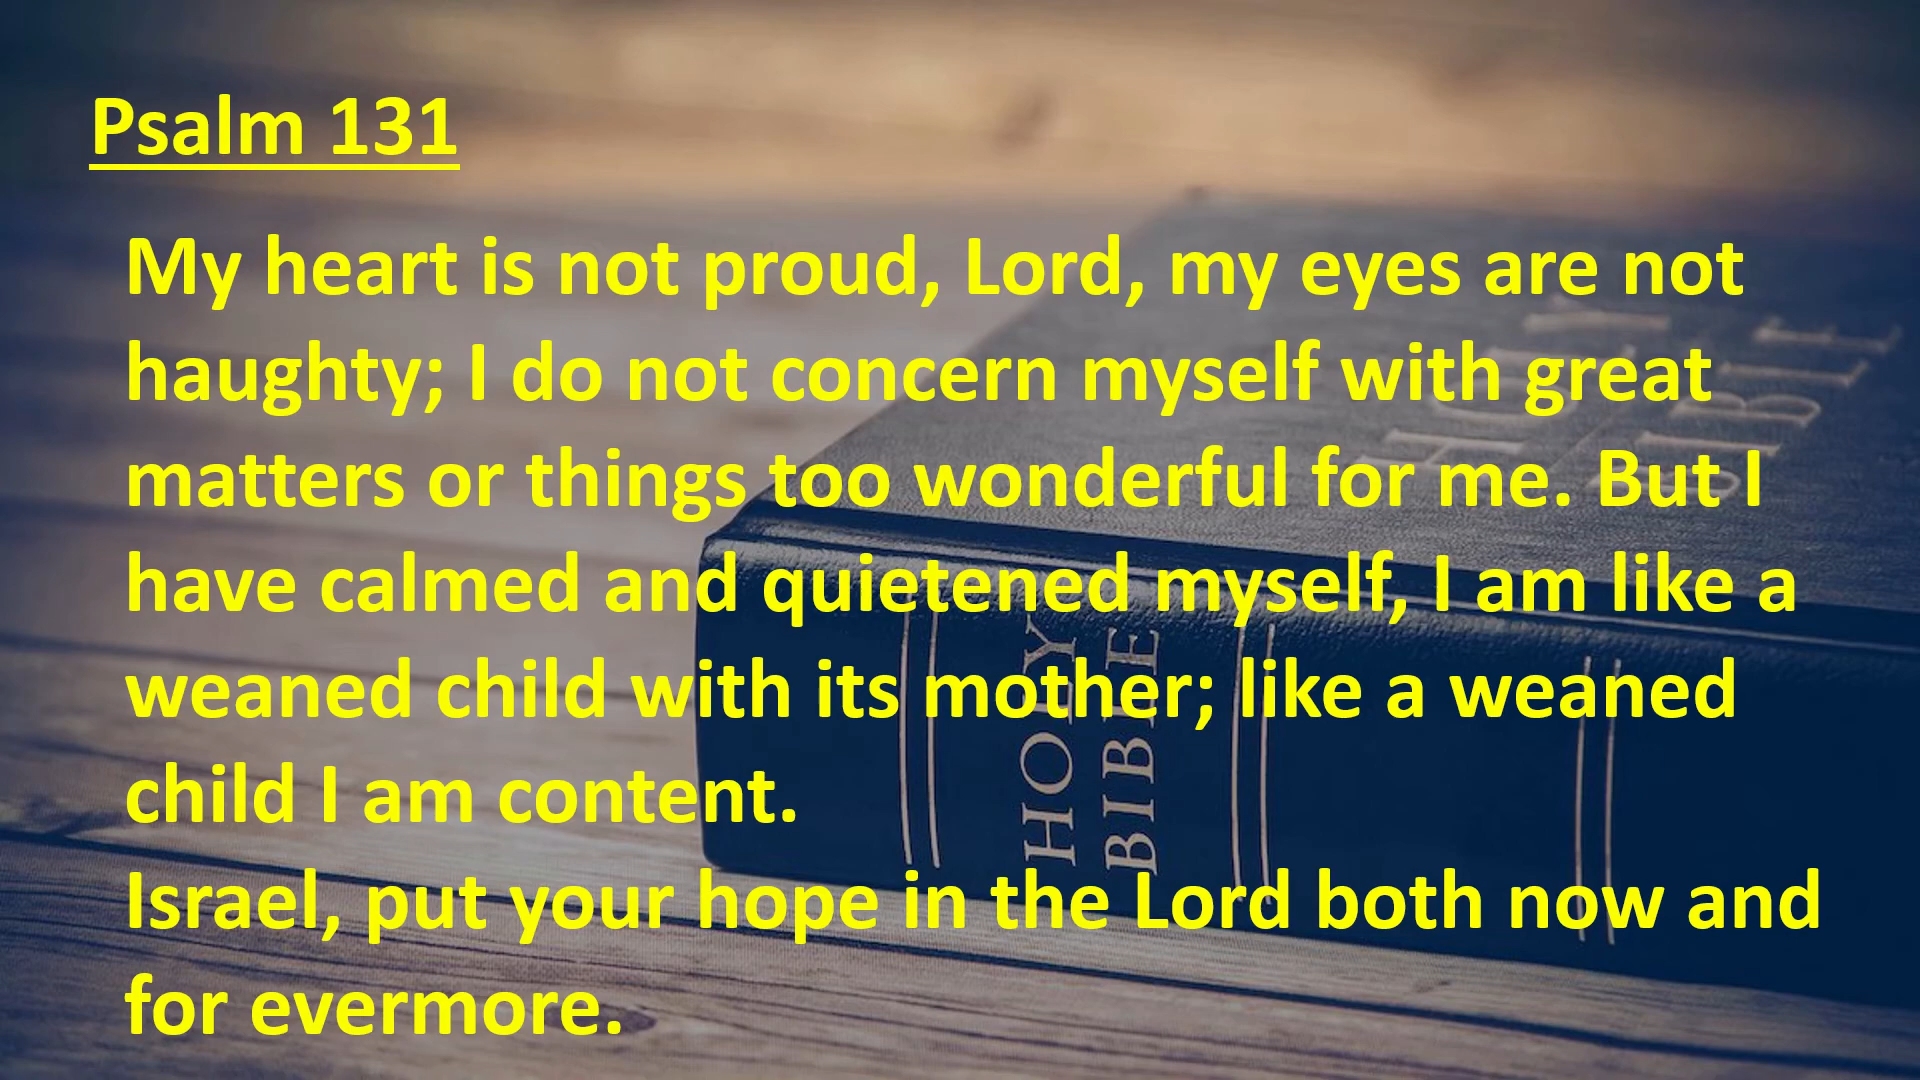 Psalm 131
My heart is not proud, Lord, my eyes are not
haughty; I do not concern myself with great
matters or things too wonderful for me. But I
have calmed and quietened myself, I am like a
weaned child with its mother; like a weaned
child I am content.
Israel, put your hope in the Lord both now and
for evermore.
HOLY
BIBLE
HOLY
BIBLE